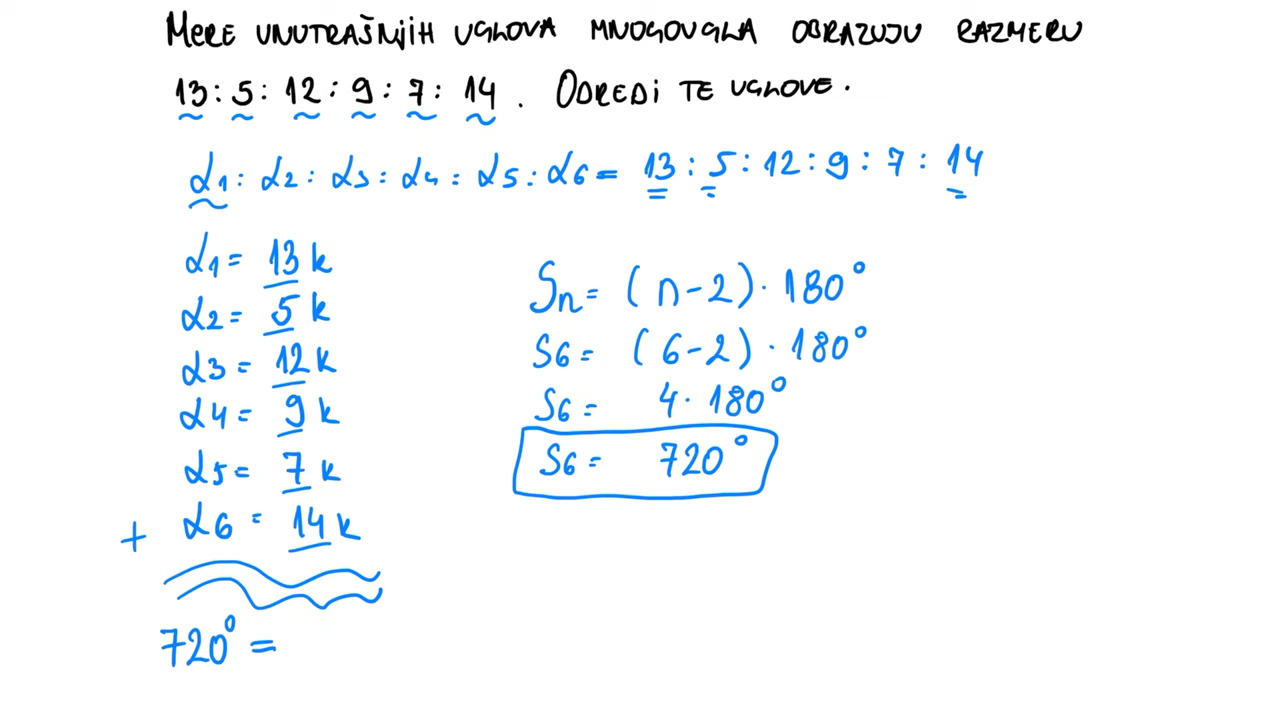 MERE UNUTRAŠNJIH UGLOVA MNOGOUGLA OBRAZUJU RAZMERU
13 : 5 : 12 : 9 : 7 : 14 . ODREDI TE UGLOVE.
α1 : α2 : α3 : α4 : α5 : α6 = 13 : 5 : 12 : 9 : 7 : 14
α1 = 13k
α2 = 5k
α3 = 12k
α4 = 9k
α5 = 7k
+ α6 = 14k
720° =
Sn = (n-2) · 180°
S6 = (6-2) · 180°
S6 = 4 · 180°
S6 = 720°